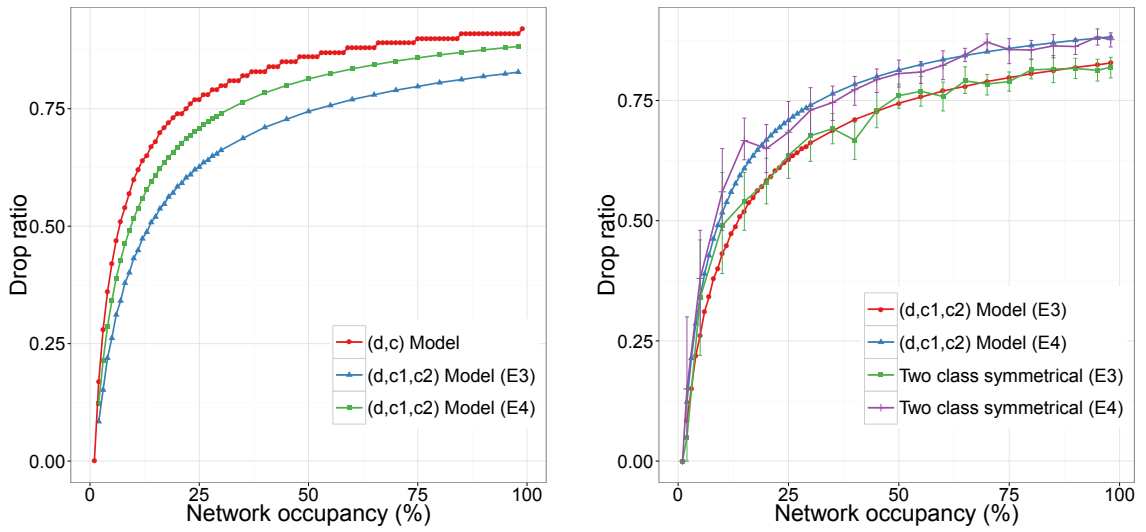 Drop ratio
0.75
0.50
0.25
0.00
(d,c) Model
(d,c1,c2) Model (E3)
(d,c1,c2) Model (E4)
0
25
50
75
100
Network occupancy (%)
Drop ratio
0.75
0.50
0.25
0.00
(d,c1,c2) Model (E3)
(d,c1,c2) Model (E4)
Two class symmetrical (E3)
Two class symmetrical (E4)
0
25
50
75
100
Network occupancy (%)